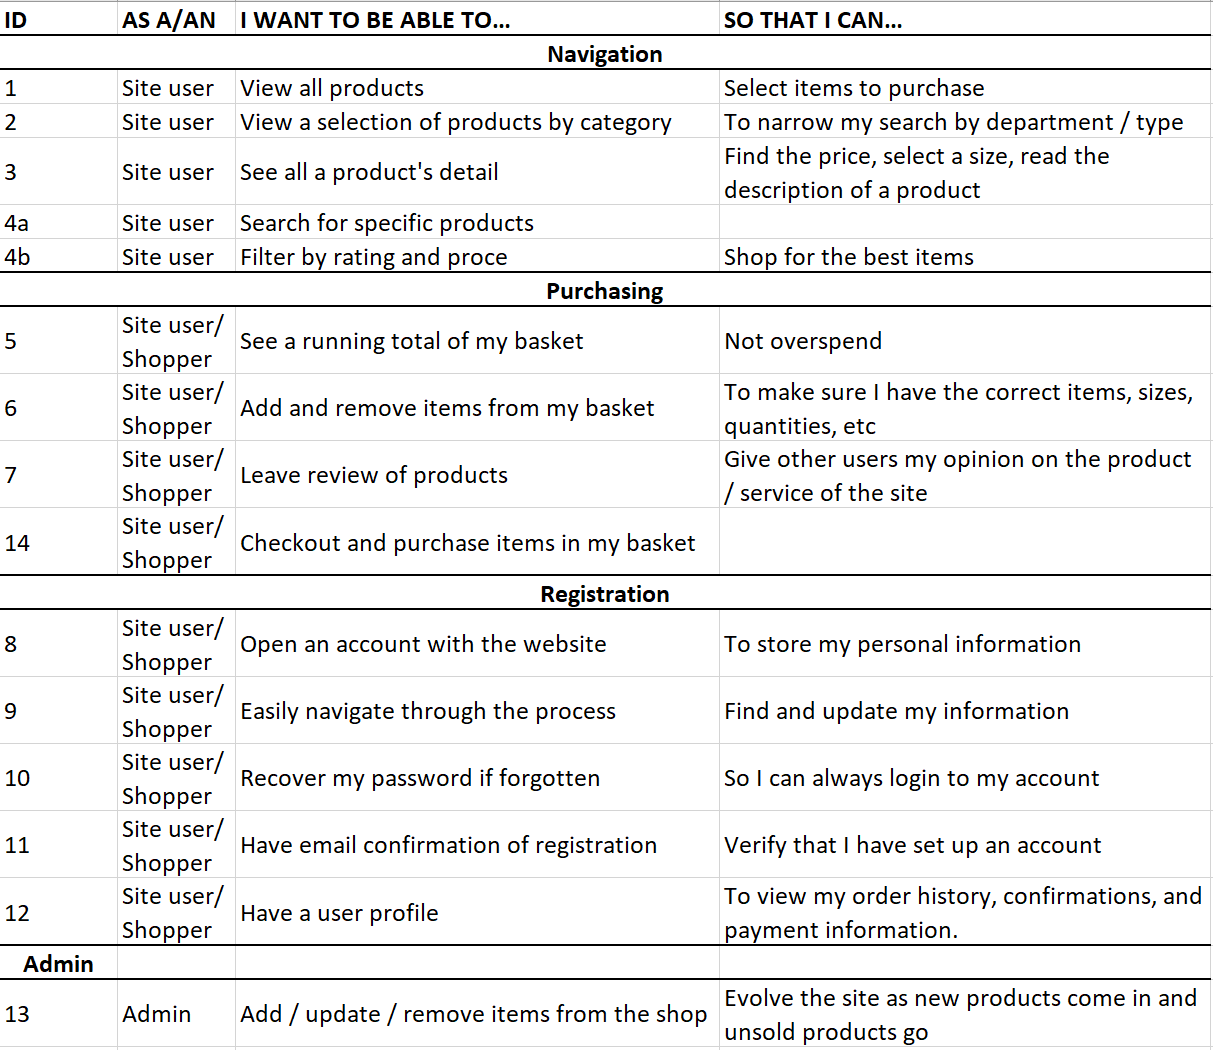 ID AS A/AN I WANT TO BE ABLE TO... SO THAT I CAN...
Navigation
1 Site user View all products Select items to purchase
2 Site user View a selection of products by category To narrow my search by department / type
3 Site user See all a product's detail Find the price, select a size, read the
description of a product
4a Site user Search for specific products
4b Site user Filter by rating and proce Shop for the best items
Purchasing
5 Site user/
Shopper See a running total of my basket Not overspend
6 Site user/
Shopper Add and remove items from my basket To make sure I have the correct items, sizes,
quantities, etc
7 Site user/
Shopper Leave review of products Give other users my opinion on the product
/ service of the site
14 Site user/
Shopper Checkout and purchase items in my basket
Registration
8 Site user/
Shopper Open an account with the website To store my personal information
9 Site user/
Shopper Easily navigate through the process Find and update my information
10 Site user/
Shopper Recover my password if forgotten So I can always login to my account
11 Site user/
Shopper Have email confirmation of registration Verify that I have set up an account
12 Site user/
Shopper Have a user profile To view my order history, confirmations, and
payment information.
Admin
13 Admin Add / update / remove items from the shop Evolve the site as new products come in and
unsold products go